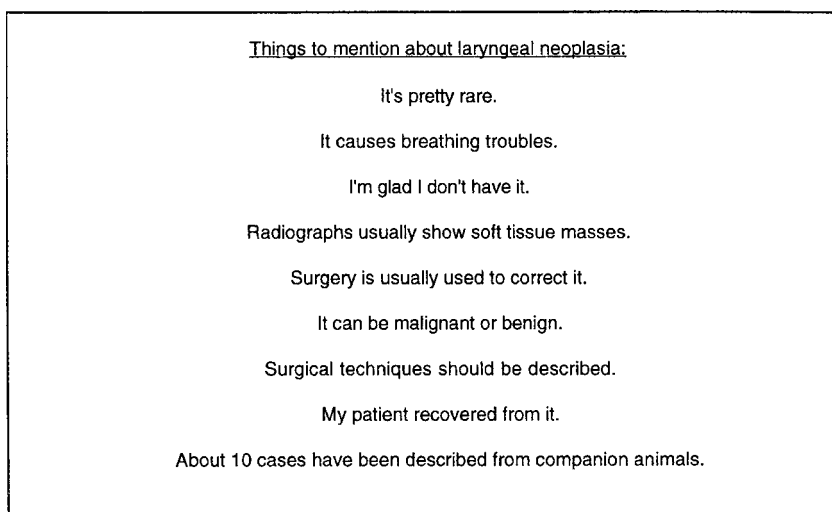 Things to mention about laryngeal neoplasia:
It's pretty rare.
It causes breathing troubles.
I'm glad I don't have it.
Radiographs usually show soft tissue masses.
Surgery is usually used to correct it.
It can be malignant or benign.
Surgical techniques should be described.
My patient recovered from it.
About 10 cases have been described from companion animals.